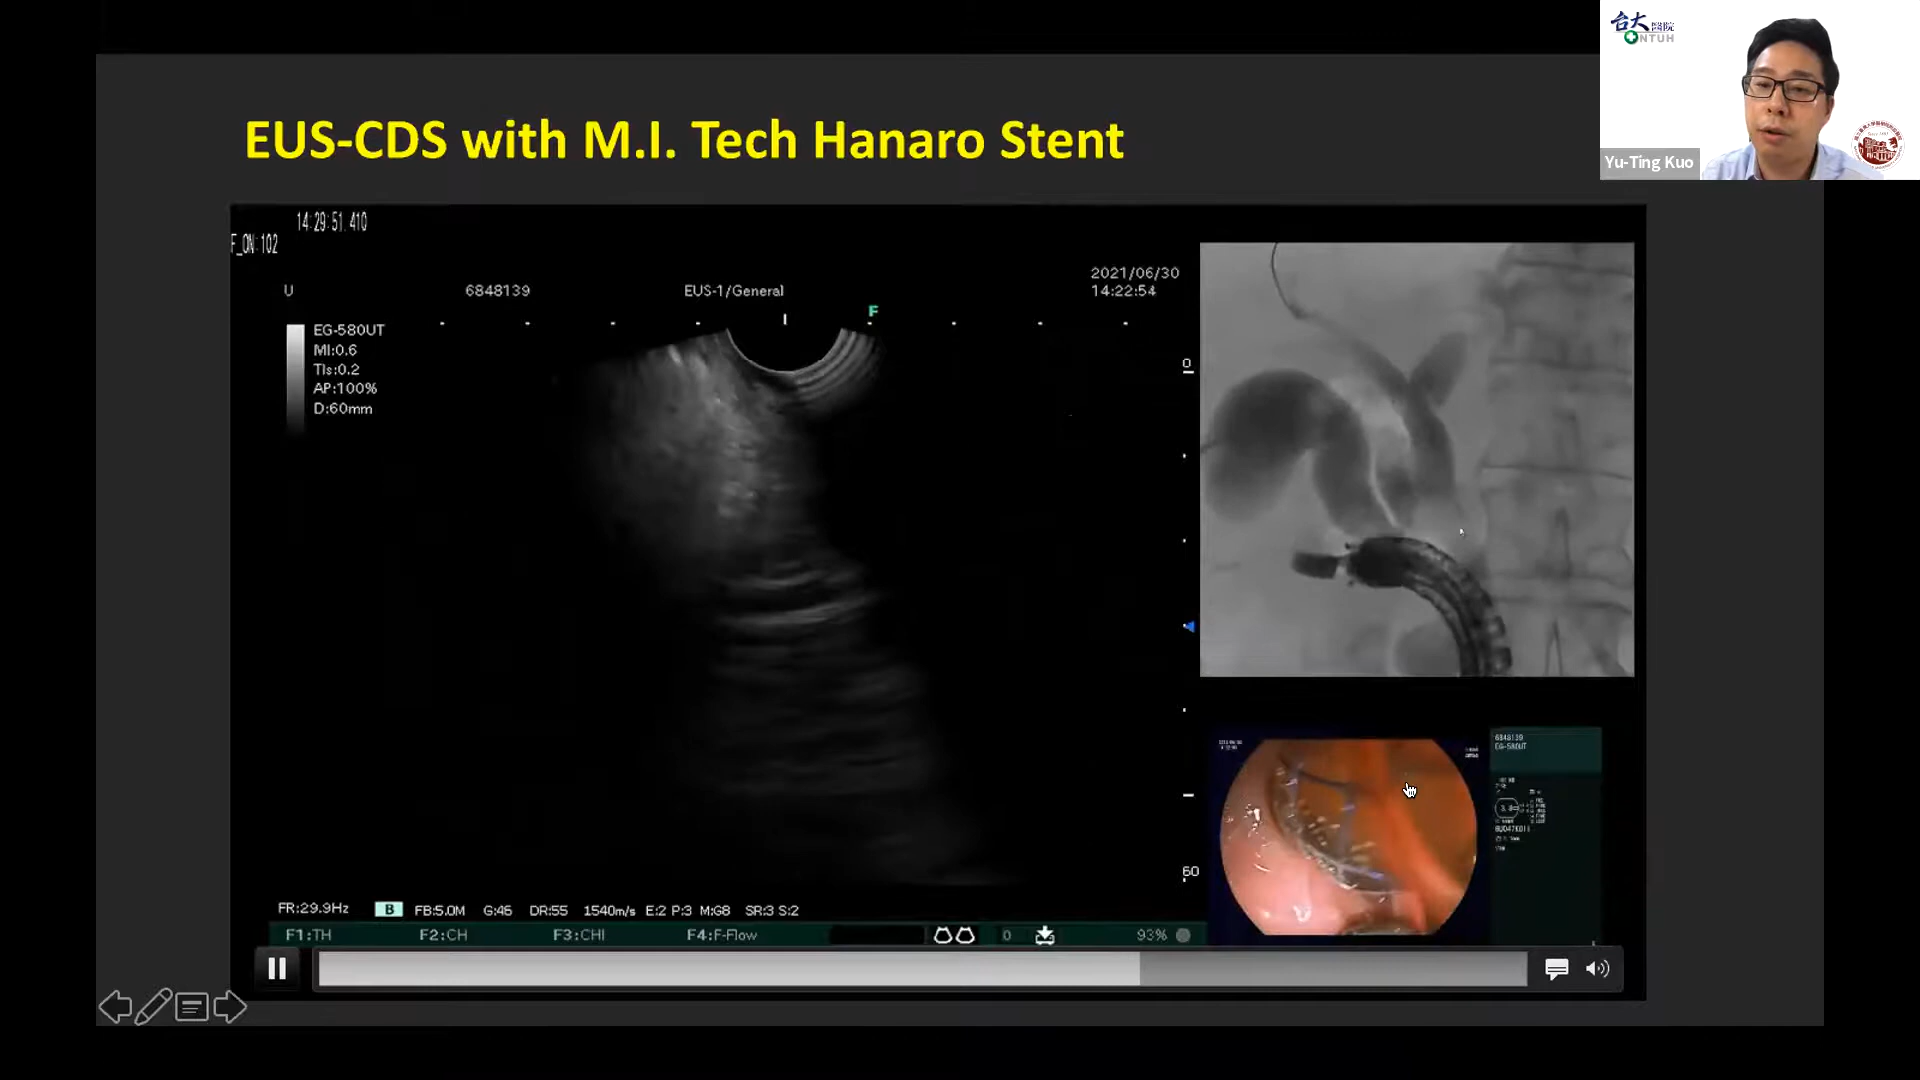 台大醫院
NTUH
Yu-Ting Kuo
EUS-CDS with M.I. Tech Hanaro Stent
14:29:51.410
F_ON:102
U 6848139 EUS-1/General 2021/06/30
14:22:54
F
EG-580UT
MI:0.6
TIs:0.2
AP:100%
D:60mm
0
60
6848139
EG-580UT
FR:29.9Hz B FB:5.0M G:46 DR:55 1540m/s E:2 P:3 M:G8 SR:3 S:2
F1:TH F2:CH F3:CHI F4:F-Flow 0 93%